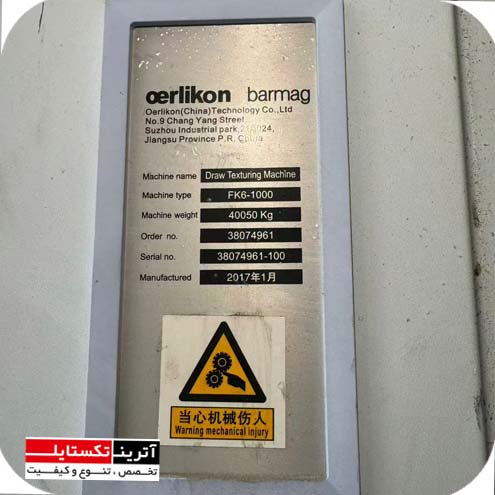 oerlikon barmag
Oerlikon(China)Technology Co.,Ltd
No.9 Chang Yang Street
Suzhou Industrial park,
Jiangsu Province P.R. China
Machine name Draw Texturing Machine
Machine type FK6-1000
Machine weight 40050 Kg
Order no. 38074961
Serial no. 38074961-100
Manufactured 2017年1月
当心机械伤人
Warning mechanical injury
آترینا تکستایل
تخصص ، تنوع و کیفیت